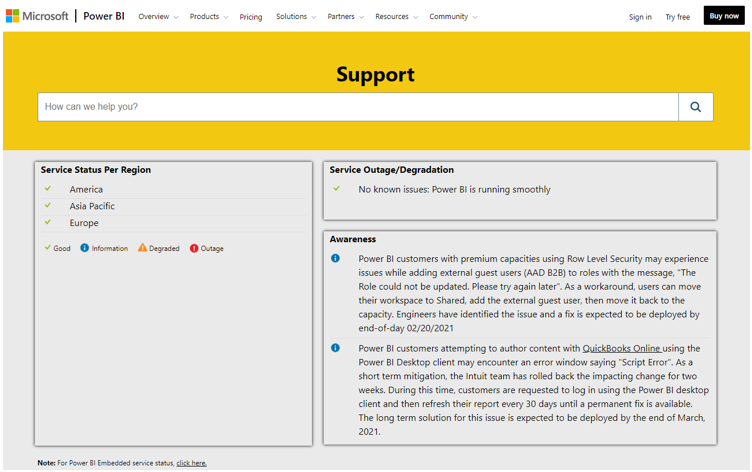 Microsoft | Power BI Overview Products Pricing Solutions Partners Resources Community Sign in Try free Buy now
Support
How can we help you?
Service Status Per Region
America
Asia Pacific
Europe
Good Information Degraded Outage
Service Outage/Degradation
No known issues: Power BI is running smoothly
Awareness
Power BI customers with premium capacities using Row Level Security may experience
issues while adding external guest users (AAD B2B) to roles with the message, "The
Role could not be updated. Please try again later". As a workaround, users can move
their workspace to Shared, add the external guest user, then move it back to the
capacity. Engineers have identified the issue and a fix is expected to be deployed by
end-of-day 02/20/2021
Power BI customers attempting to author content with QuickBooks Online using the
Power BI Desktop client may encounter an error window saying "Script Error". As a
short term mitigation, the Intuit team has rolled back the impacting change for two
weeks. During this time, customers are requested to log in using the Power BI desktop
client and then refresh their report every 30 days until a permanent fix is available.
The long term solution for this issue is expected to be deployed by the end of March,
2021.
Note: For Power BI Embedded service status, click here.